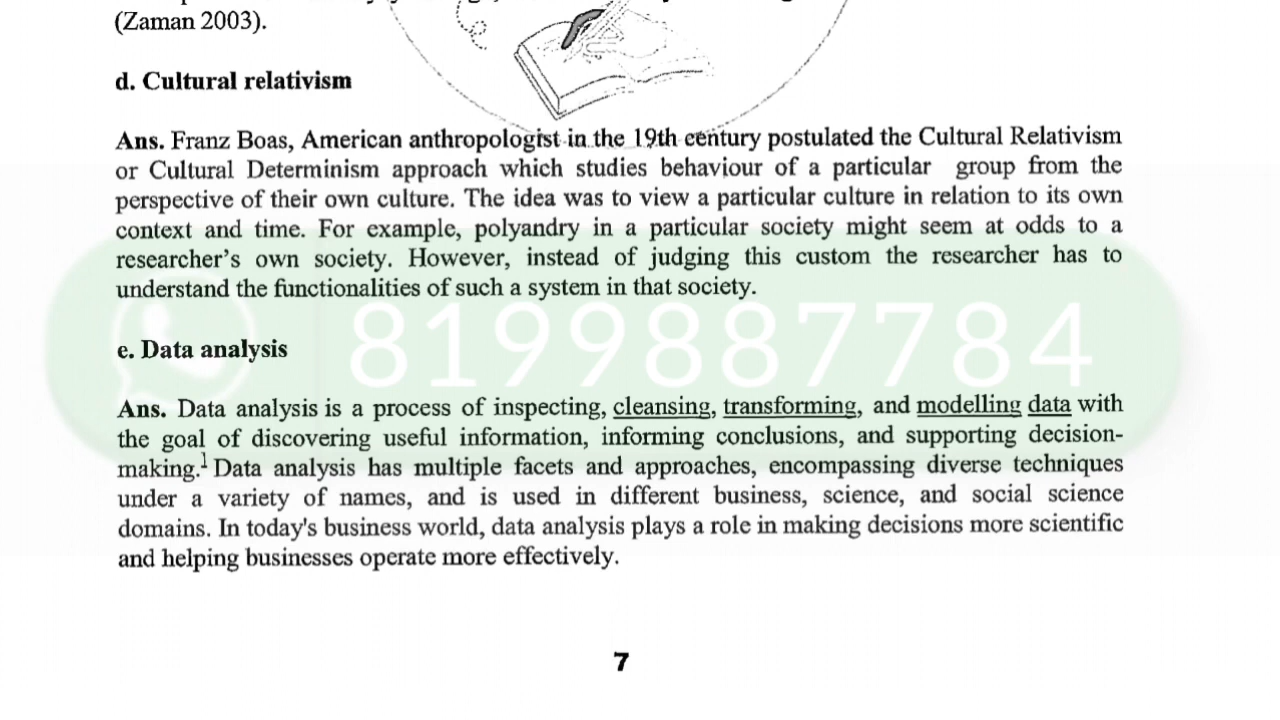 (Zaman 2003).
d. Cultural relativism
Ans. Franz Boas, American anthropologist in the 19th century postulated the Cultural Relativism
or Cultural Determinism approach which studies behaviour of a particular group from the
perspective of their own culture. The idea was to view a particular culture in relation to its own
context and time. For example, polyandry in a particular society might seem at odds to a
researcher's own society. However, instead of judging this custom the researcher has to
understand the functionalities of such a system in that society.
8199887784
e. Data analysis
Ans. Data analysis is a process of inspecting, cleansing, transforming, and modelling data with
the goal of discovering useful information, informing conclusions, and supporting decision-
making.¹ Data analysis has multiple facets and approaches, encompassing diverse techniques
under a variety of names, and is used in different business, science, and social science
domains. In today's business world, data analysis plays a role in making decisions more scientific
and helping businesses operate more effectively.
7